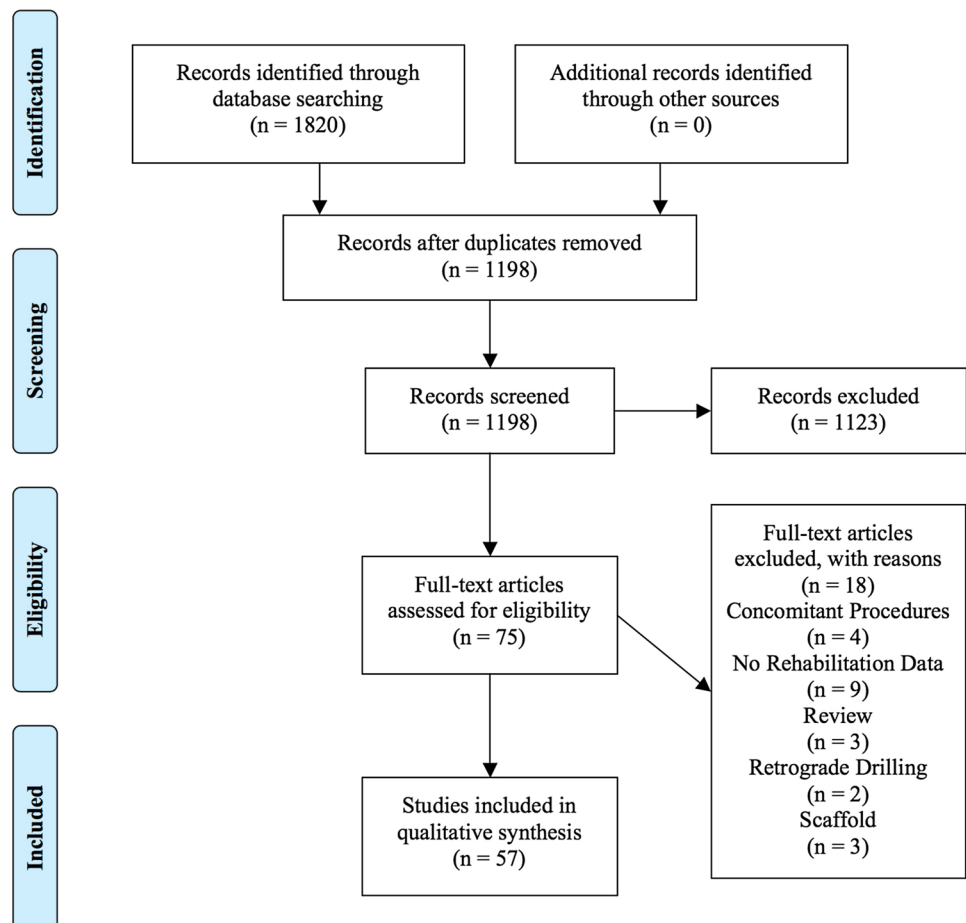 Identification
Records identified through
database searching
(n = 1820)
Additional records identified
through other sources
(n = 0)
Records after duplicates removed
(n = 1198)
Screening
Records screened
(n = 1198)
Records excluded
(n = 1123)
Eligibility
Full-text articles
assessed for eligibility
(n = 75)
Full-text articles
excluded, with reasons
(n = 18)
Concomitant Procedures
(n = 4)
No Rehabilitation Data
(n = 9)
Review
(n = 3)
Retrograde Drilling
(n = 2)
Scaffold
(n = 3)
Included
Studies included in
qualitative synthesis
(n = 57)